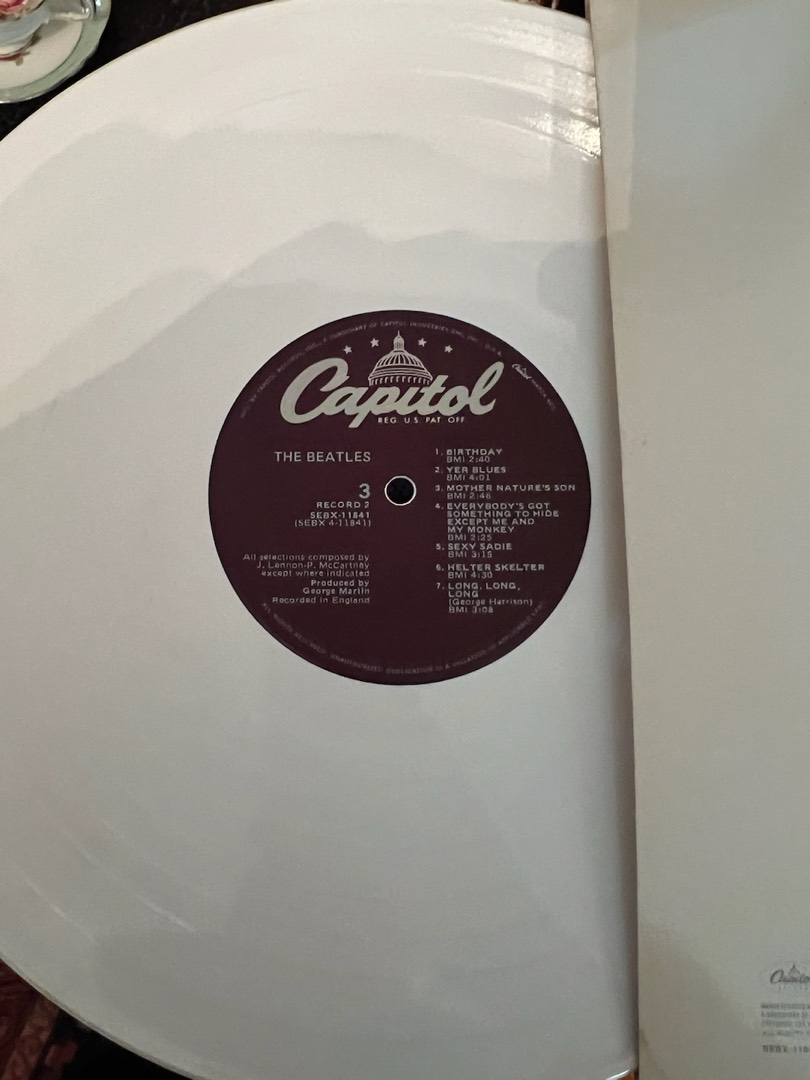 Capitol
REG. U.S. PAT. OFF
THE BEATLES
3
RECORD 2
SEBX-11841
(SEBX 4-11841)
All selections composed by
J. Lennon-P. McCartney
except where indicated
Produced by
George Martin
Recorded in England
1. BIRTHDAY
BMI 2:40
2. YER BLUES
BMI 4:01
3. MOTHER NATURE'S SON
BMI 2:46
4. EVERYBODY'S GOT
SOMETHING TO HIDE
EXCEPT ME AND
MY MONKEY
BMI 2:25
5. SEXY SADIE
BMI 3:15
6. HELTER SKELTER
BMI 4:30
7. LONG, LONG,
LONG
(George Harrison)
BMI 3:08